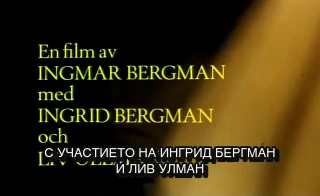 En film av
INGMAR BERGMAN
med
INGRID BERGMAN
och
С УЧАСТИЕТО НА ИНГРИД БЕРГМАН
И ЛИВ УЛМАН